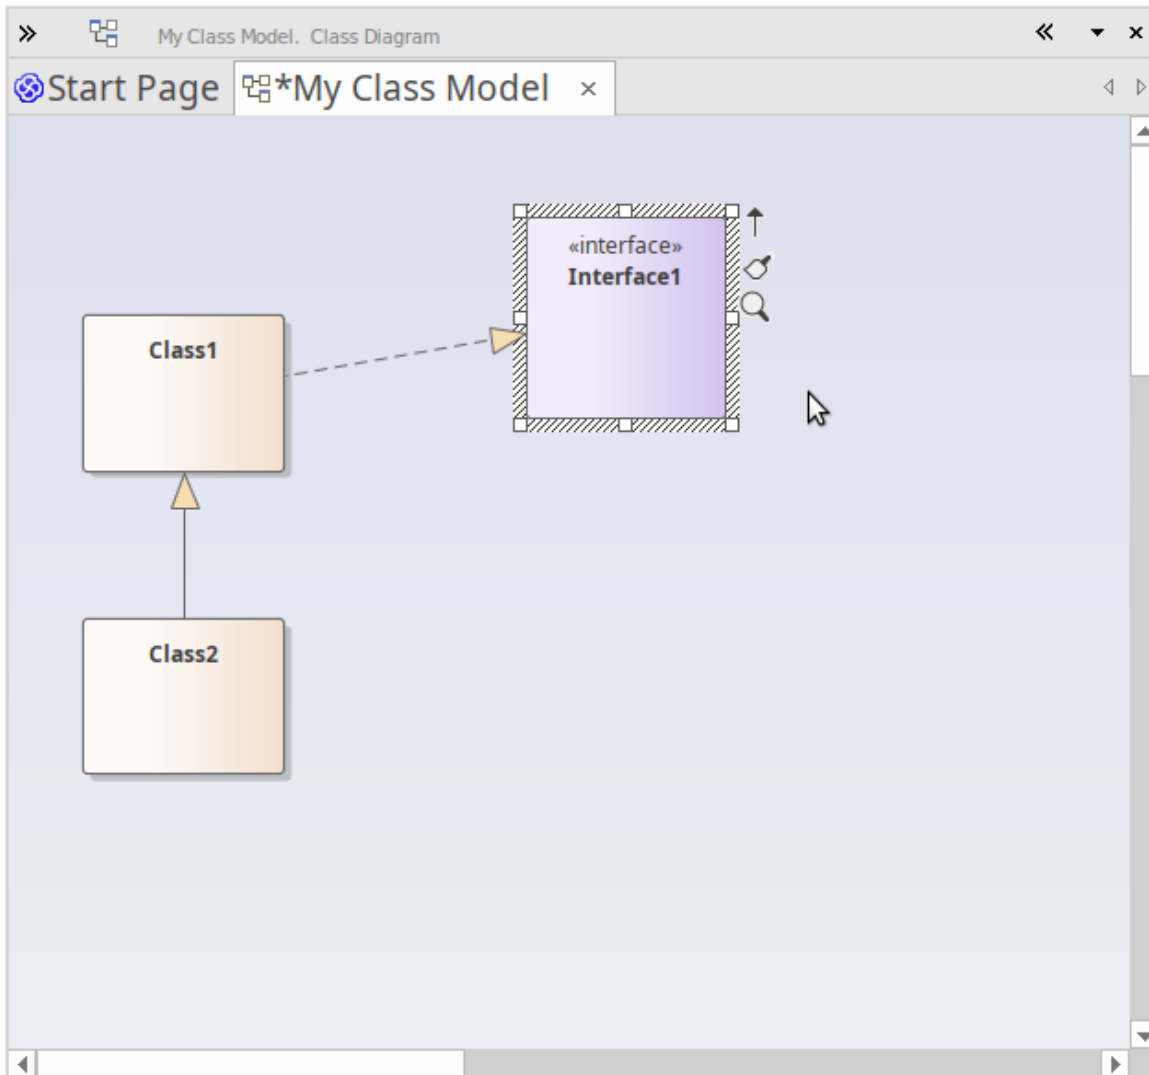 My Class Model.  Class Diagram
Start Page
*My Class Model
«interface»
Interface1
Class1
Class2